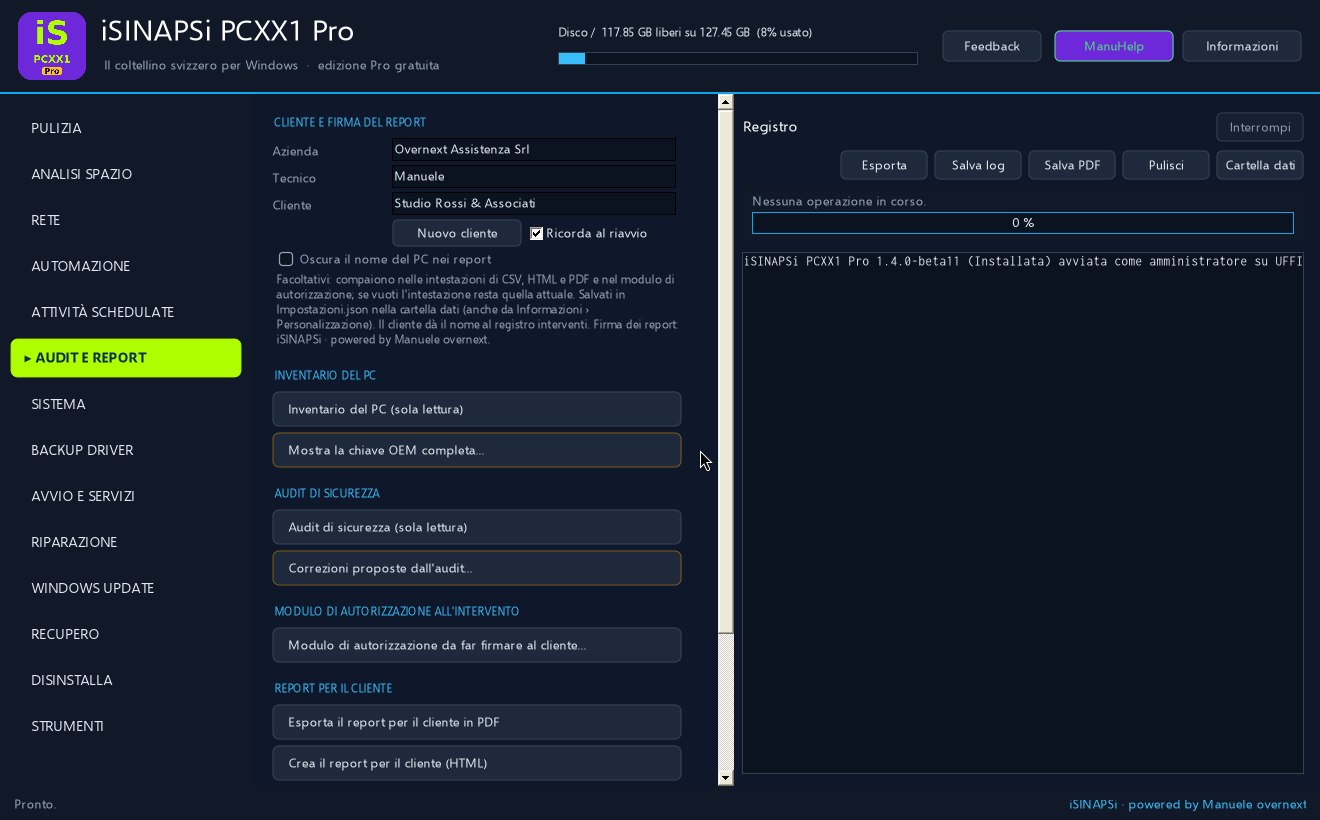 iS
PCXX1
Pro
iSINAPSi PCXX1 Pro
Il coltellino svizzero per Windows · edizione Pro gratuita
Disco / 117.85 GB liberi su 127.45 GB (8% usato)
Feedback
ManuHelp
Informazioni
PULIZIA
ANALISI SPAZIO
RETE
AUTOMAZIONE
ATTIVITÀ SCHEDULATE
▸ AUDIT E REPORT
SISTEMA
BACKUP DRIVER
AVVIO E SERVIZI
RIPARAZIONE
WINDOWS UPDATE
RECUPERO
DISINSTALLA
STRUMENTI
CLIENTE E FIRMA DEL REPORT
Azienda
Overnext Assistenza Srl
Tecnico
Manuele
Cliente
Studio Rossi & Associati
Nuovo cliente
Ricorda al riavvio
Oscura il nome del PC nei report
Facoltativi: compaiono nelle intestazioni di CSV, HTML e PDF e nel modulo di
autorizzazione; se vuoti l'intestazione resta quella attuale. Salvati in
Impostazioni.json nella cartella dati (anche da Informazioni ›
Personalizzazione). Il cliente dà il nome al registro interventi. Firma dei report:
iSINAPSi · powered by Manuele overnext.
INVENTARIO DEL PC
Inventario del PC (sola lettura)
Mostra la chiave OEM completa...
AUDIT DI SICUREZZA
Audit di sicurezza (sola lettura)
Correzioni proposte dall'audit...
MODULO DI AUTORIZZAZIONE ALL'INTERVENTO
Modulo di autorizzazione da far firmare al cliente...
REPORT PER IL CLIENTE
Esporta il report per il cliente in PDF
Crea il report per il cliente (HTML)
Registro
Interrompi
Esporta
Salva log
Salva PDF
Pulisci
Cartella dati
Nessuna operazione in corso.
0 %
iSINAPSi PCXX1 Pro 1.4.0-beta11 (Installata) avviata come amministratore su UFFI
Pronto.
iSINAPSi · powered by Manuele overnext